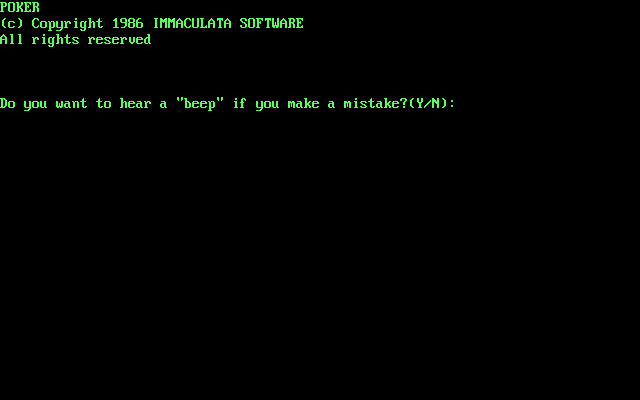 POKER
(c) Copyright 1986 IMMACULATA SOFTWARE
All rights reserved
Do you want to hear a "beep" if you make a mistake?(Y/N):